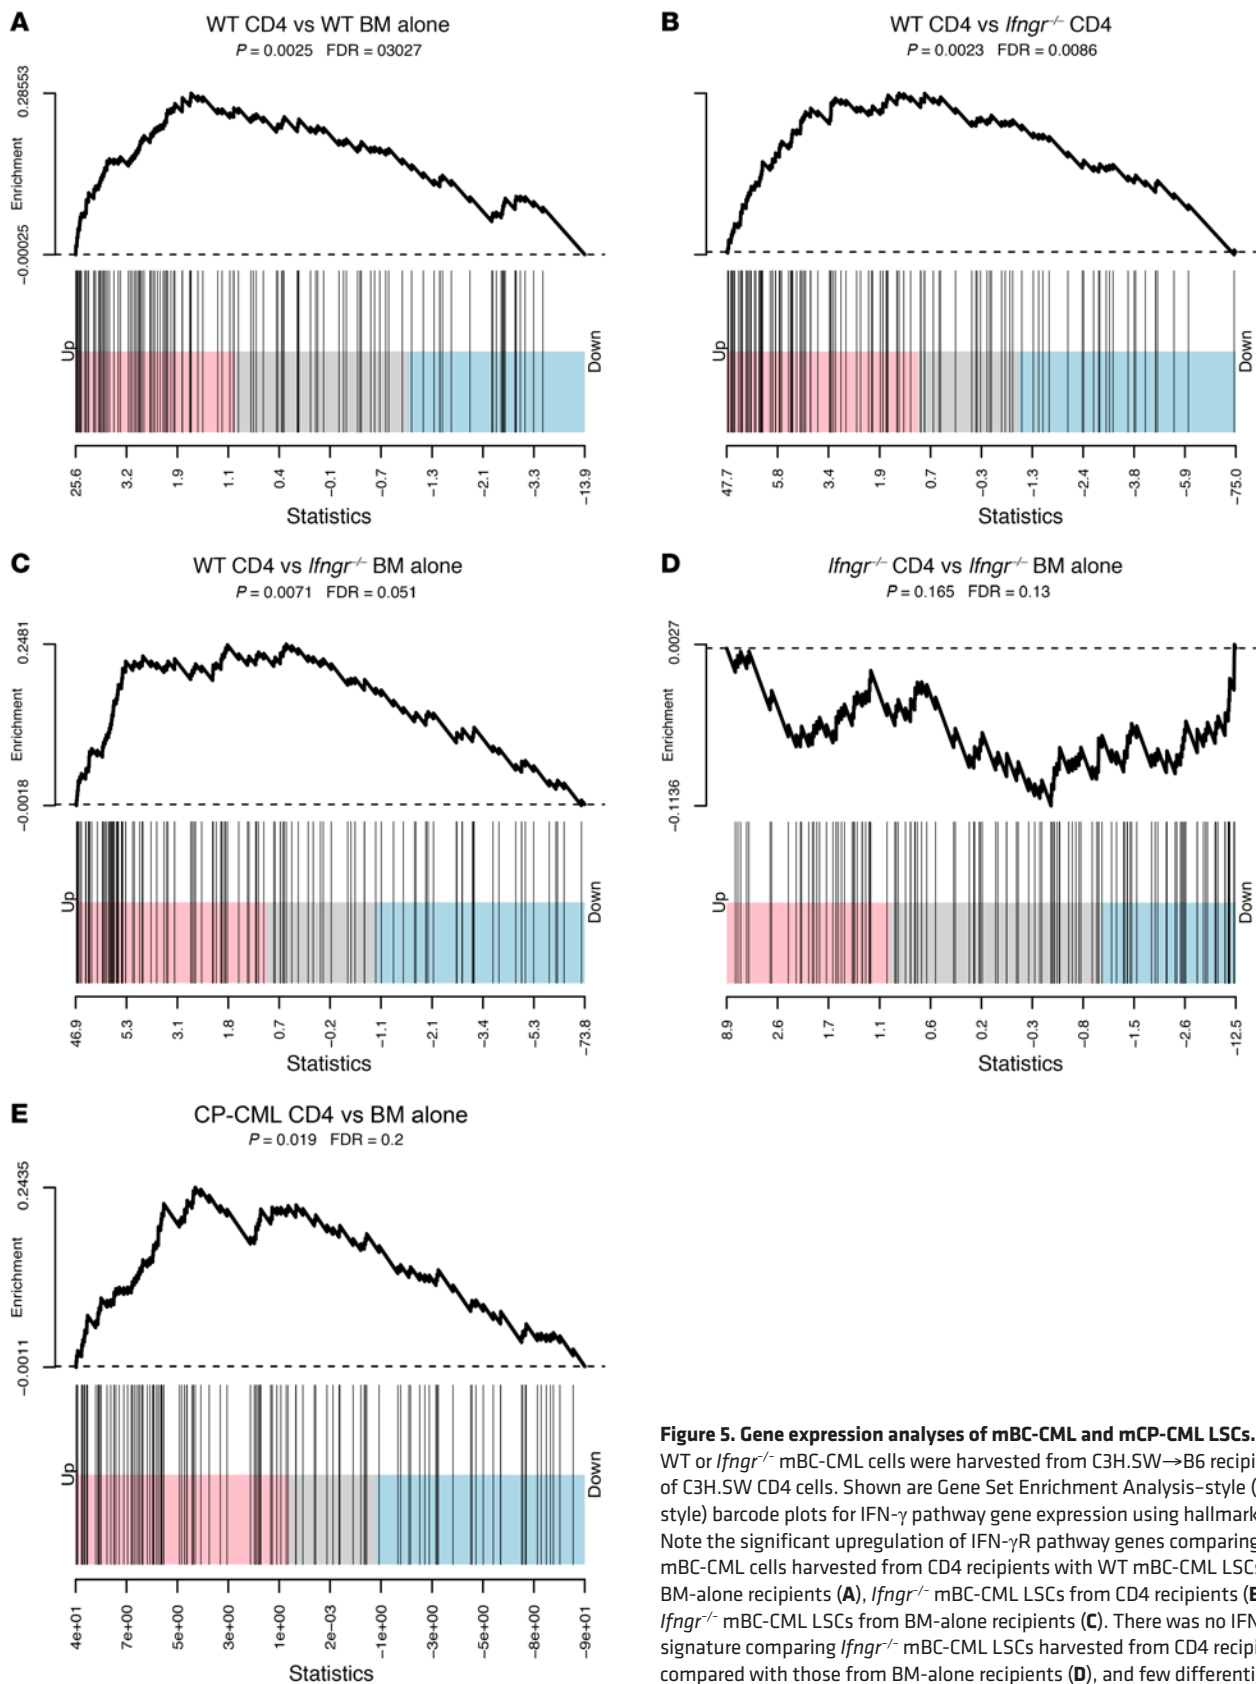 A
WT CD4 vs WT BM alone
P = 0.0025 FDR = 03027
0.28553
Enrichment
-0.00025
Up
Down
25.6 3.2 1.9 1.1 0.4 -0.1 -0.7 -1.3 -2.1 -3.3 -13.9
Statistics
B
WT CD4 vs Ifngr-/- CD4
P = 0.0023 FDR = 0.0086
Down
47.7 5.8 3.4 1.9 0.7 -0.3 -1.3 -2.4 -3.8 -5.9 -75.0
Statistics
C
WT CD4 vs Ifngr-/- BM alone
P = 0.0071 FDR = 0.051
0.2481
Enrichment
-0.0018
Up
Down
46.9 5.3 3.1 1.8 0.7 -0.2 -1.1 -2.1 -3.4 -5.3 -73.8
Statistics
D
Ifngr-/- CD4 vs Ifngr-/- BM alone
P = 0.165 FDR = 0.13
0.0027
Enrichment
-0.1136
Up
Down
8.9 2.6 1.7 1.1 0.6 0.2 -0.3 -0.8 -1.5 -2.6 -12.5
Statistics
E
CP-CML CD4 vs BM alone
P = 0.019 FDR = 0.2
0.2435
Enrichment
-0.0011
Up
Down
4e+01 7e+00 5e+00 3e+00 1e+00 2e-03 -1e+00 -3e+00 -5e+00 -8e+00 -9e+01
Statistics
Figure 5. Gene expression analyses of mBC-CML and mCP-CML LSCs.
WT or Ifngr-/- mBC-CML cells were harvested from C3H.SW→B6 recipi
of C3H.SW CD4 cells. Shown are Gene Set Enrichment Analysis–style (
style) barcode plots for IFN-γ pathway gene expression using hallmark
Note the significant upregulation of IFN-γR pathway genes comparing
mBC-CML cells harvested from CD4 recipients with WT mBC-CML LSCs
BM-alone recipients (A), Ifngr-/- mBC-CML LSCs from CD4 recipients (B
Ifngr-/- mBC-CML LSCs from BM-alone recipients (C). There was no IFN
signature comparing Ifngr-/- mBC-CML LSCs harvested from CD4 recipi
compared with those from BM-alone recipients (D), and few differenti